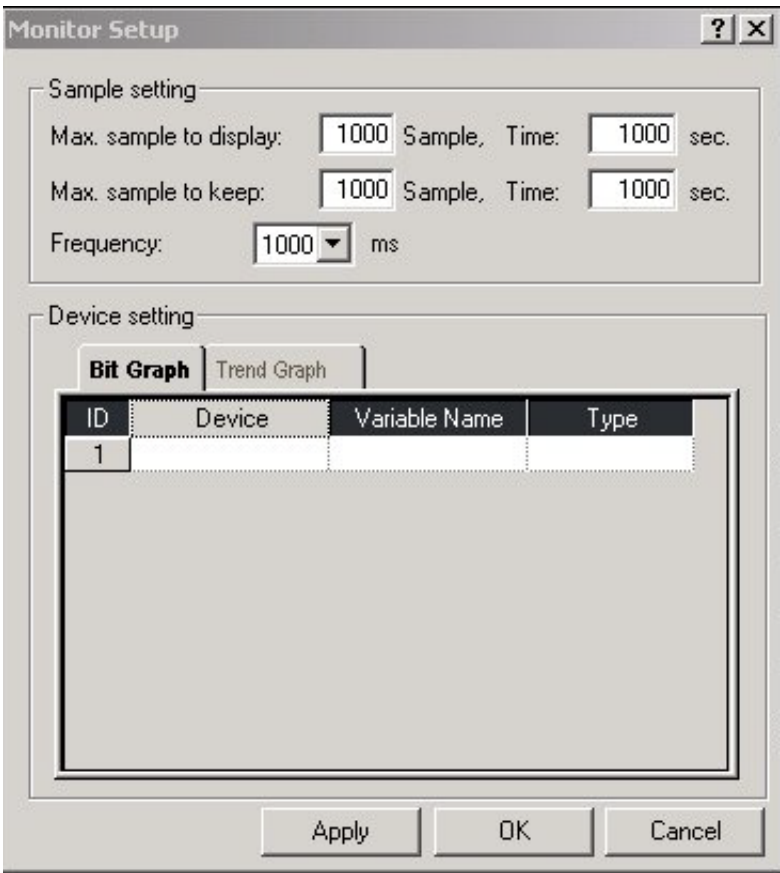 Monitor Setup ? X
Sample setting
Max. sample to display: 1000 Sample, Time: 1000 sec.
Max. sample to keep: 1000 Sample, Time: 1000 sec.
Frequency: 1000 ms
Device setting
Bit Graph Trend Graph
ID Device Variable Name Type
1
Apply OK Cancel